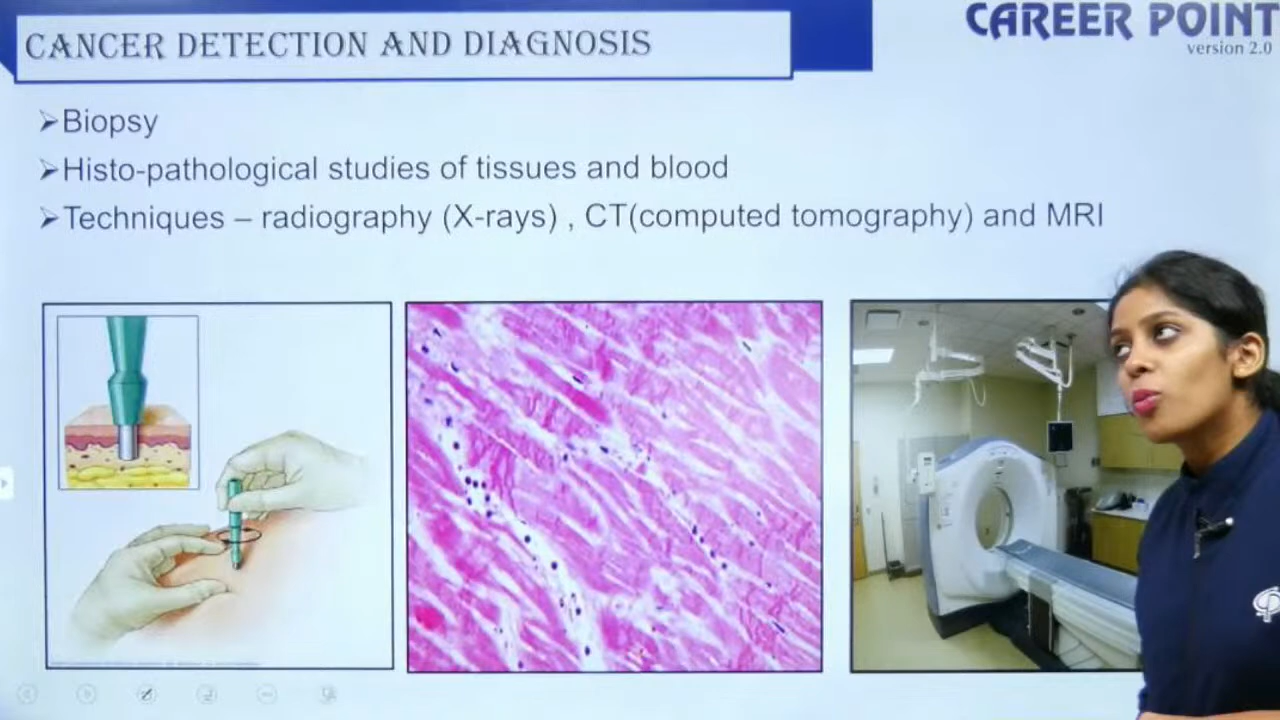 CANCER DETECTION AND DIAGNOSIS
CAREER POINT
version 2.0
➢Biopsy
➢Histo-pathological studies of tissues and blood
➢Techniques – radiography (X-rays) , CT(computed tomography) and MRI